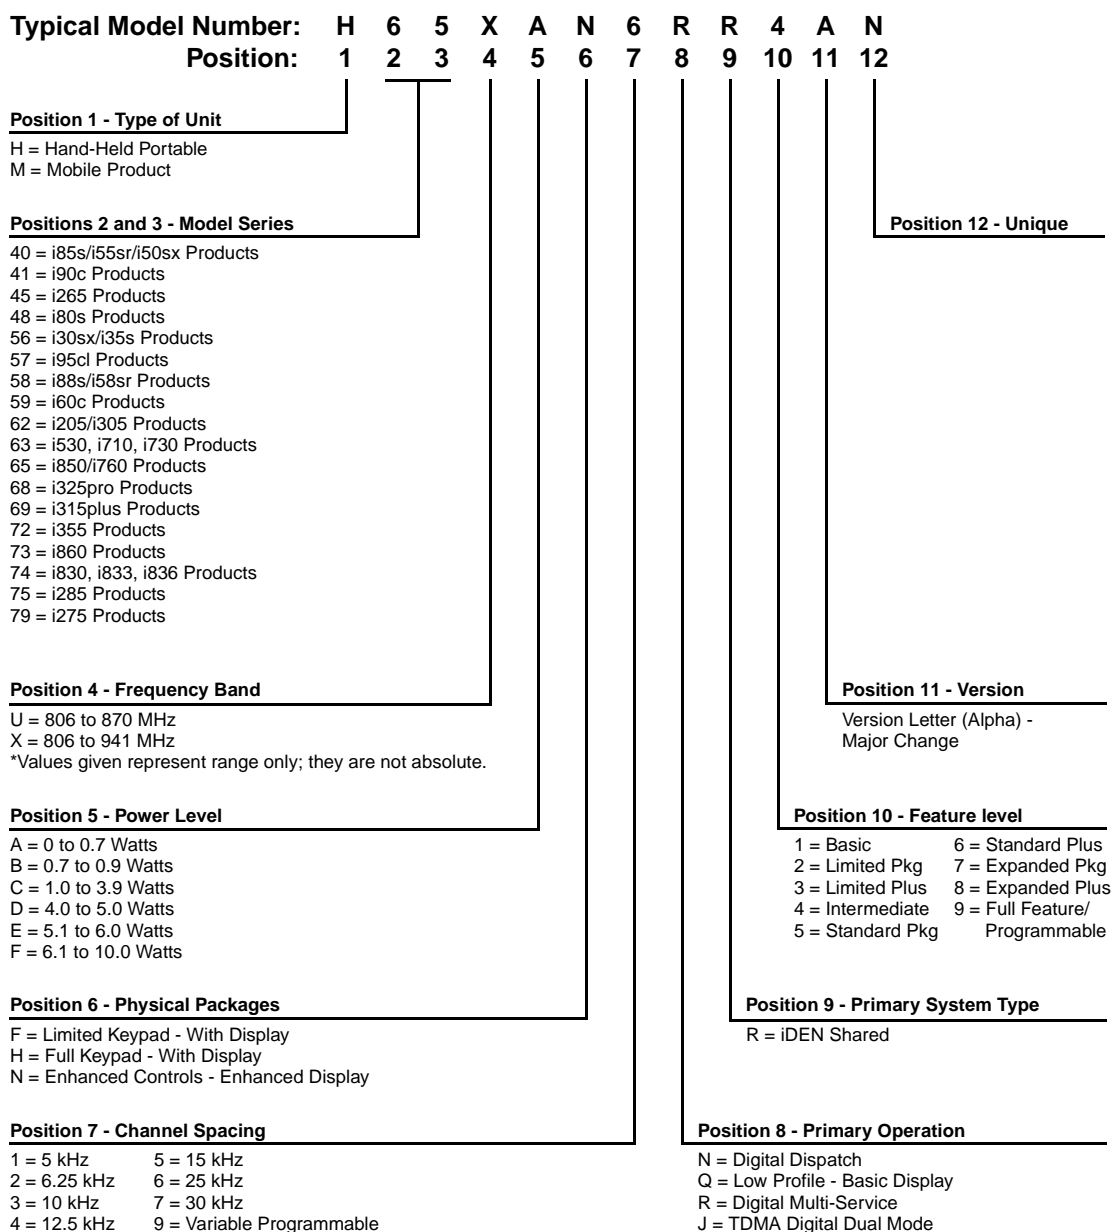 Typical Model Number: H 6 5 X A N 6 R R 4 A N
Position: 1 2 3 4 5 6 7 8 9 10 11 12
Position 1 - Type of Unit
H = Hand-Held Portable
M = Mobile Product
Positions 2 and 3 - Model Series
40 = i85s/i55sr/i50sx Products
41 = i90c Products
45 = i265 Products
48 = i80s Products
56 = i30sx/i35s Products
57 = i95cl Products
58 = i88s/i58sr Products
59 = i60c Products
62 = i205/i305 Products
63 = i530, i710, i730 Products
65 = i850/i760 Products
68 = i325pro Products
69 = i315plus Products
72 = i355 Products
73 = i860 Products
74 = i830, i833, i836 Products
75 = i285 Products
79 = i275 Products
Position 4 - Frequency Band
U = 806 to 870 MHz
X = 806 to 941 MHz
*Values given represent range only; they are not absolute.
Position 5 - Power Level
A = 0 to 0.7 Watts
B = 0.7 to 0.9 Watts
C = 1.0 to 3.9 Watts
D = 4.0 to 5.0 Watts
E = 5.1 to 6.0 Watts
F = 6.1 to 10.0 Watts
Position 6 - Physical Packages
F = Limited Keypad - With Display
H = Full Keypad - With Display
N = Enhanced Controls - Enhanced Display
Position 7 - Channel Spacing
1 = 5 kHz 5 = 15 kHz
2 = 6.25 kHz 6 = 25 kHz
3 = 10 kHz 7 = 30 kHz
4 = 12.5 kHz 9 = Variable Programmable
Position 12 - Unique
Position 11 - Version
Version Letter (Alpha) -
Major Change
Position 10 - Feature level
1 = Basic 6 = Standard Plus
2 = Limited Pkg 7 = Expanded Pkg
3 = Limited Plus 8 = Expanded Plus
4 = Intermediate 9 = Full Feature/
5 = Standard Pkg Programmable
Position 9 - Primary System Type
R = iDEN Shared
Position 8 - Primary Operation
N = Digital Dispatch
Q = Low Profile - Basic Display
R = Digital Multi-Service
J = TDMA Digital Dual Mode